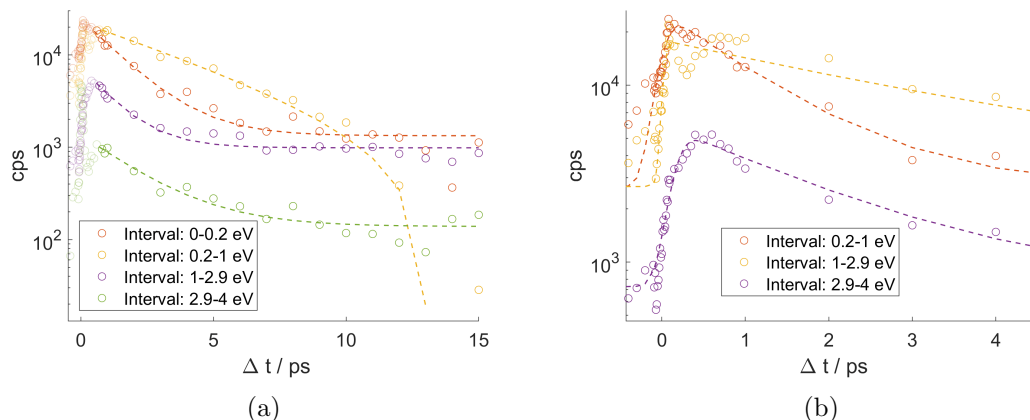 10^4
10^3
10^2
cps
0
5
10
15
Δ t / ps
Interval: 0-0.2 eV
Interval: 0.2-1 eV
Interval: 1-2.9 eV
Interval: 2.9-4 eV
(a)
10^4
10^3
cps
0
1
2
3
4
Δ t / ps
Interval: 0.2-1 eV
Interval: 1-2.9 eV
Interval: 2.9-4 eV
(b)